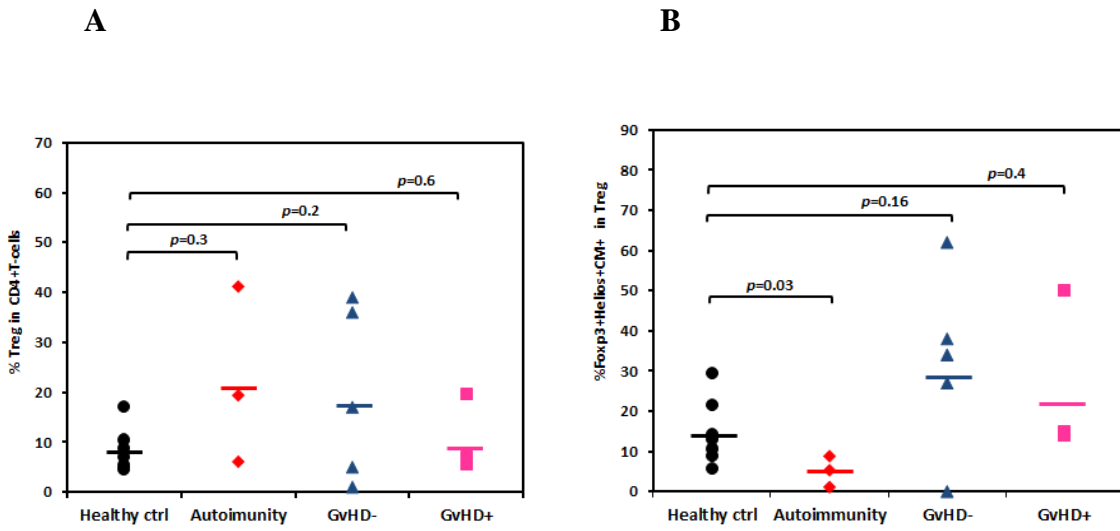 A
B
70
60
50
40
30
20
10
0
% Treg in CD4+T-cells
p=0.6
p=0.2
p=0.3
Healthy ctrl Autoimunity GvHD- GvHD+
90
80
70
60
50
40
30
20
10
0
%Foxp3+Helios+CM+ in Treg
p=0.4
p=0.16
p=0.03
Healthy ctrl Autoimmunity GvHD- GvHD+